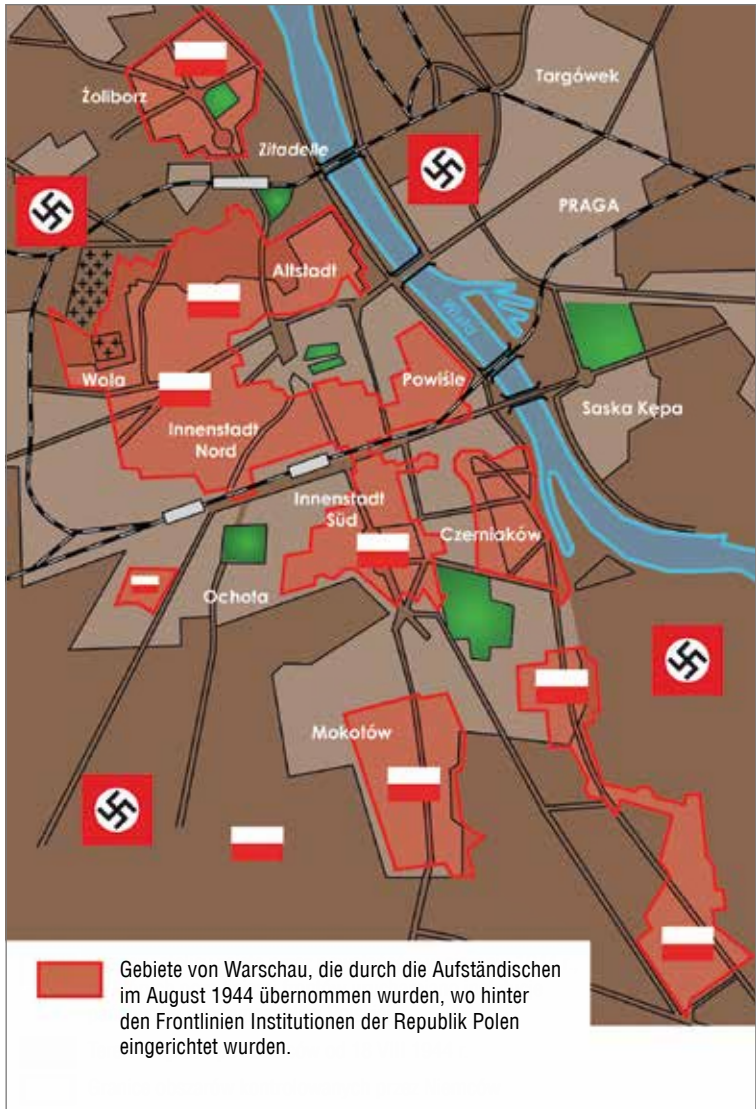 Targówek
Żoliborz
Zitadelle
PRAGA
Altstadt
Wisła
Powiśle
Wola
Saska Kępa
Innenstadt
Nord
Innenstadt
Süd
Czerniaków
Ochota
Mokotów
Gebiete von Warschau, die durch die Aufständischen
im August 1944 übernommen wurden, wo hinter
den Frontlinien Institutionen der Republik Polen
eingerichtet wurden.